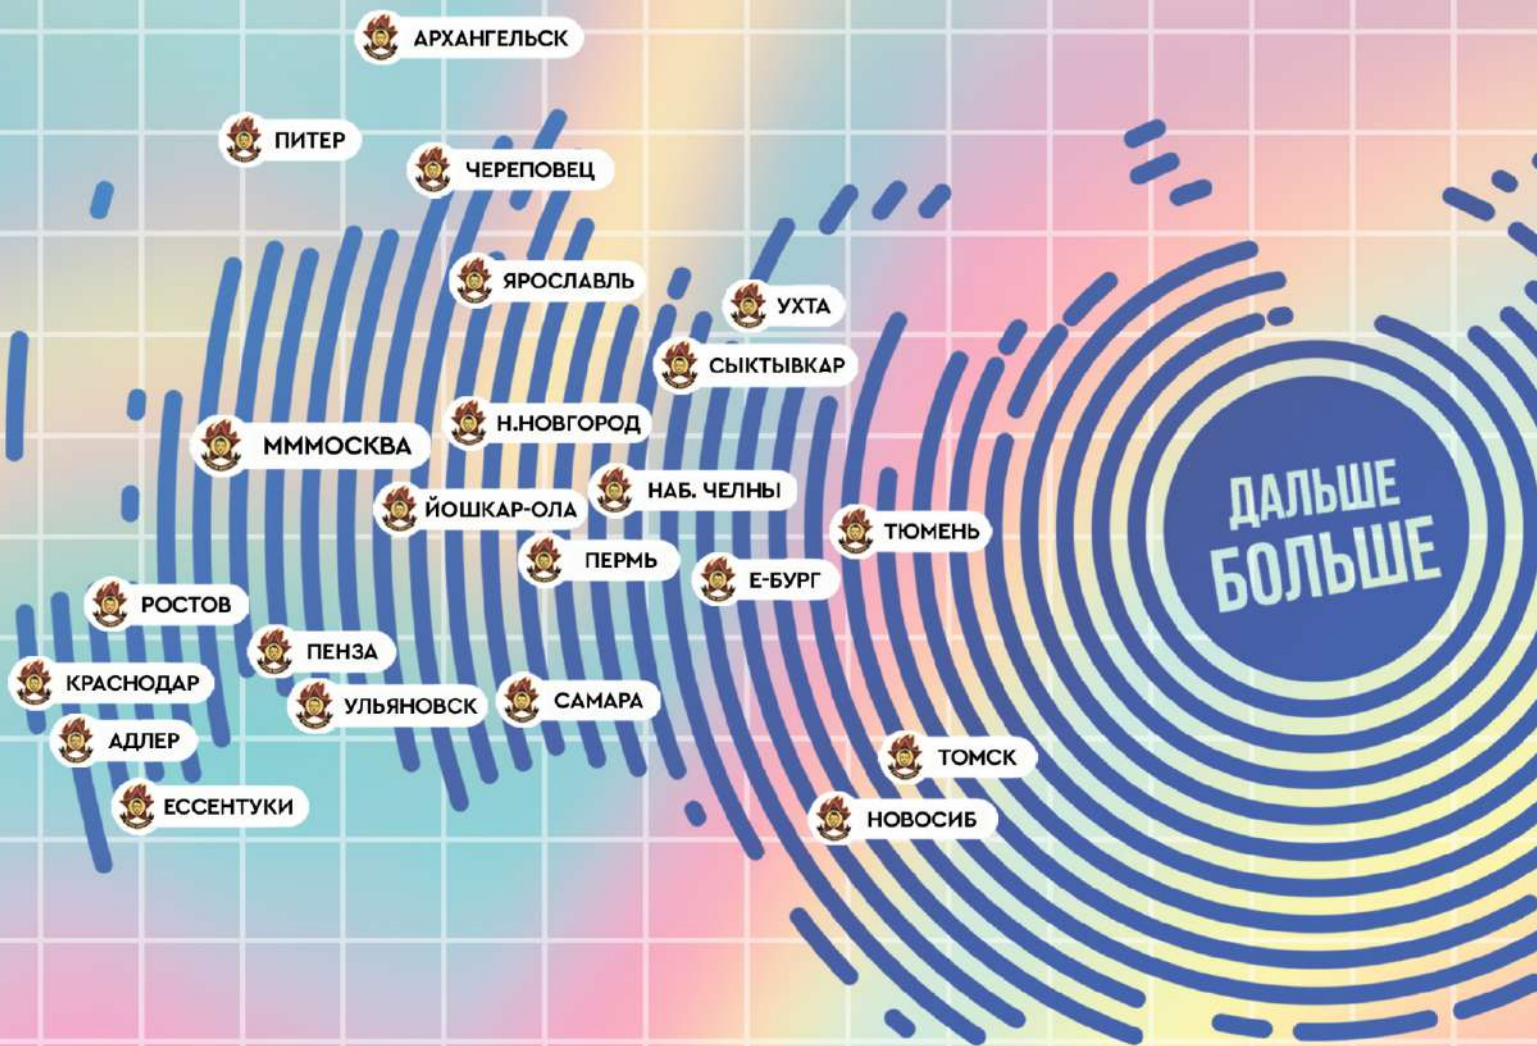 АРХАНГЕЛЬСК
ПИТЕР
ЧЕРЕПОВЕЦ
ЯРОСЛАВЛЬ
УХТА
СЫКТЫВКАР
Н.НОВГОРОД
МММОСКВА
НАБ. ЧЕЛНЫ
ЙОШКАР-ОЛА
ТЮМЕНЬ
ПЕРМЬ
Е-БУРГ
ДАЛЬШЕ
БОЛЬШЕ
РОСТОВ
ПЕНЗА
КРАСНОДАР
УЛЬЯНОВСК
САМАРА
АДЛЕР
ТОМСК
ЕССЕНТУКИ
НОВОСИБ